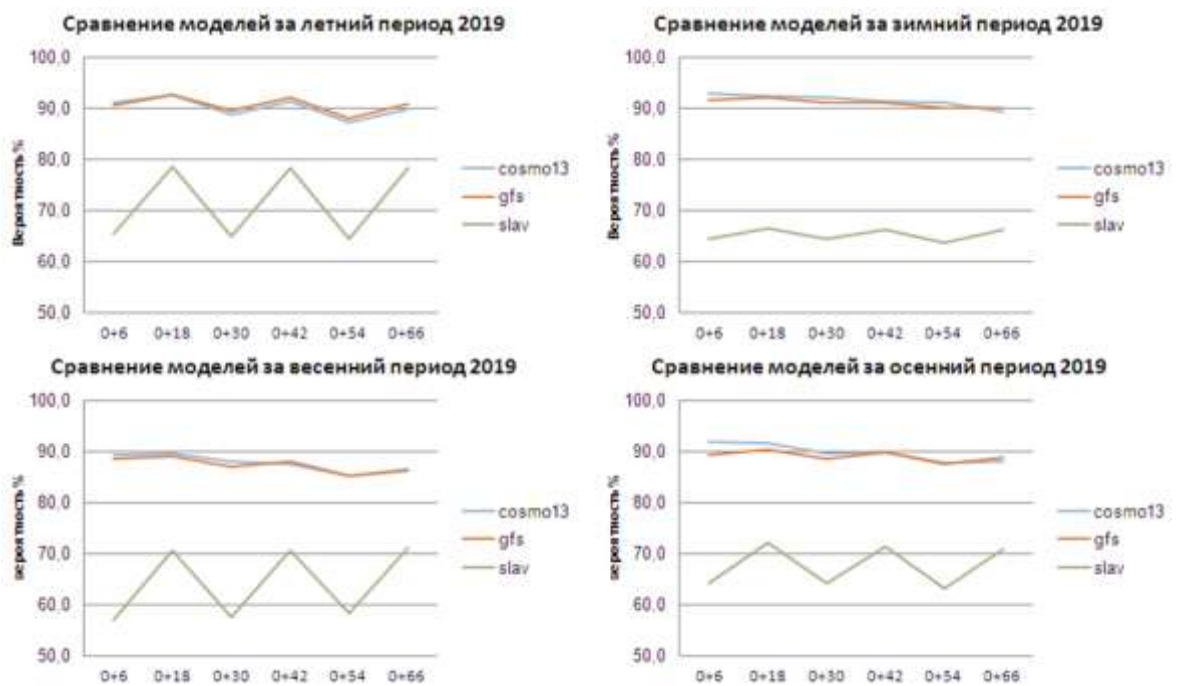 Сравнение моделей за летний период 2019
100,0
90,0
80,0
70,0
60,0
50,0
Вероятность %
0+6 0+18 0+30 0+42 0+54 0+66
cosmo13
gfs
slav
Сравнение моделей за зимний период 2019
100,0
90,0
80,0
70,0
60,0
50,0
Вероятность %
0+6 0+18 0+30 0+42 0+54 0+66
cosmo13
gfs
slav
Сравнение моделей за весенний период 2019
100,0
90,0
80,0
70,0
60,0
50,0
Вероятность %
0+6 0+18 0+30 0+42 0+54 0+66
cosmo13
gfs
slav
Сравнение моделей за осенний период 2019
100,0
90,0
80,0
70,0
60,0
50,0
Вероятность %
0+6 0+18 0+30 0+42 0+54 0+66
cosmo13
gfs
slav